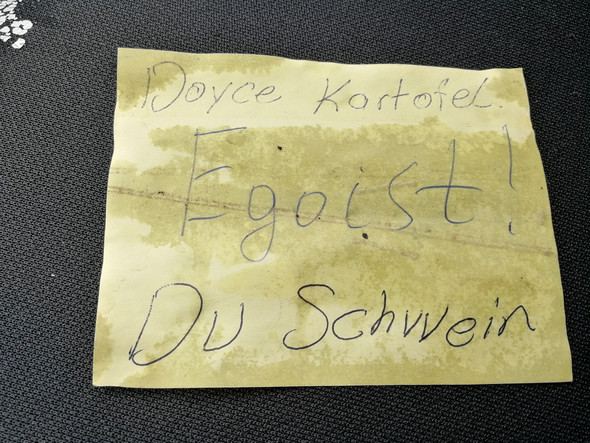 Doyce Kartofel.
Egoist!
Du Schwein